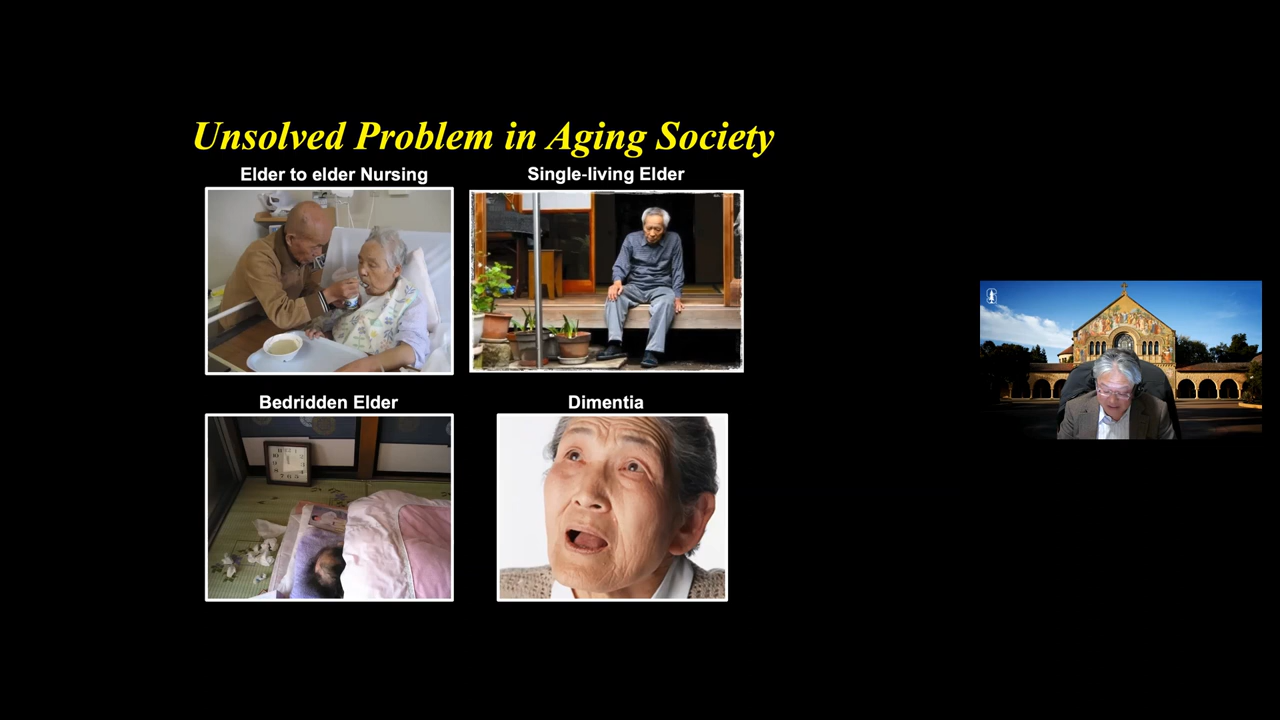 Unsolved Problem in Aging Society
Elder to elder Nursing
Single-living Elder
Bedridden Elder
Dimentia